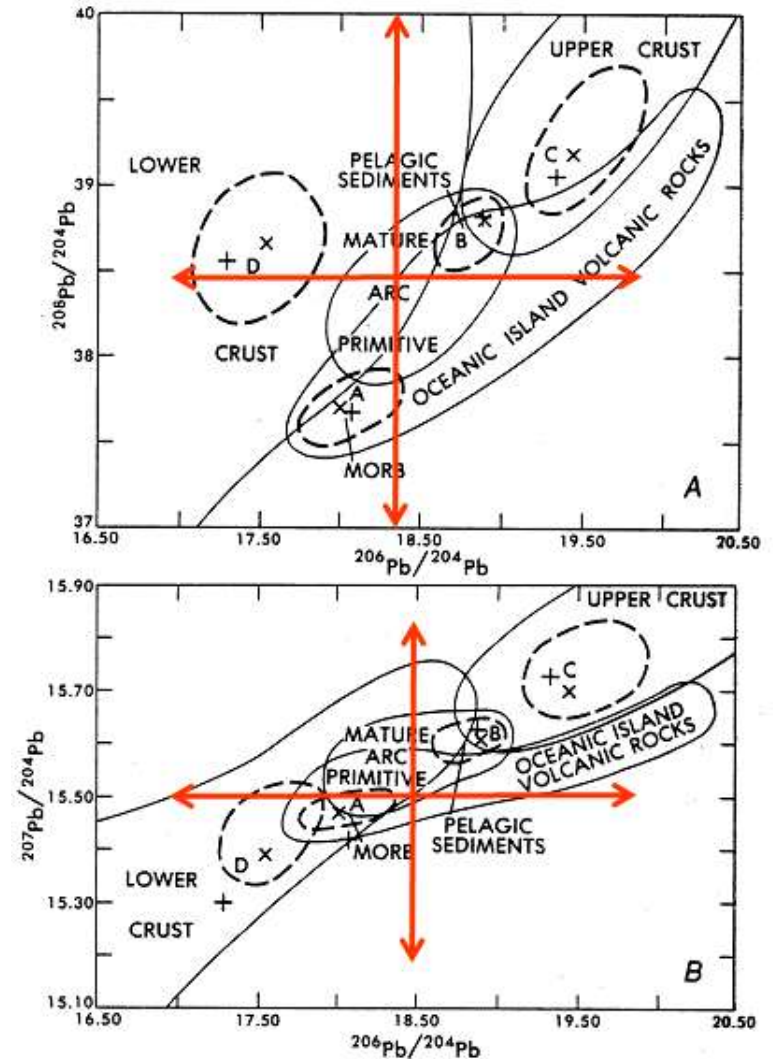 40
UPPER CRUST
LOWER
PELAGIC
SEDIMENTS
C
39
B
MATURE
OCEANIC ISLAND VOLCANIC ROCKS
D
ARC
208Pb/204Pb
CRUST
PRIMITIVE
38
A
MORB
A
37
16.50 17.50 18.50 19.50 20.50
206Pb/204Pb
15.90
UPPER CRUST
C
15.70
MATURE
B
OCEANIC ISLAND
VOLCANIC ROCKS
ARC
PRIMITIVE
15.50
A
207Pb/204Pb
PELAGIC
SEDIMENTS
MORB
D
LOWER
15.30
CRUST
B
15.10
16.50 17.50 18.50 19.50 20.50
206Pb/204Pb